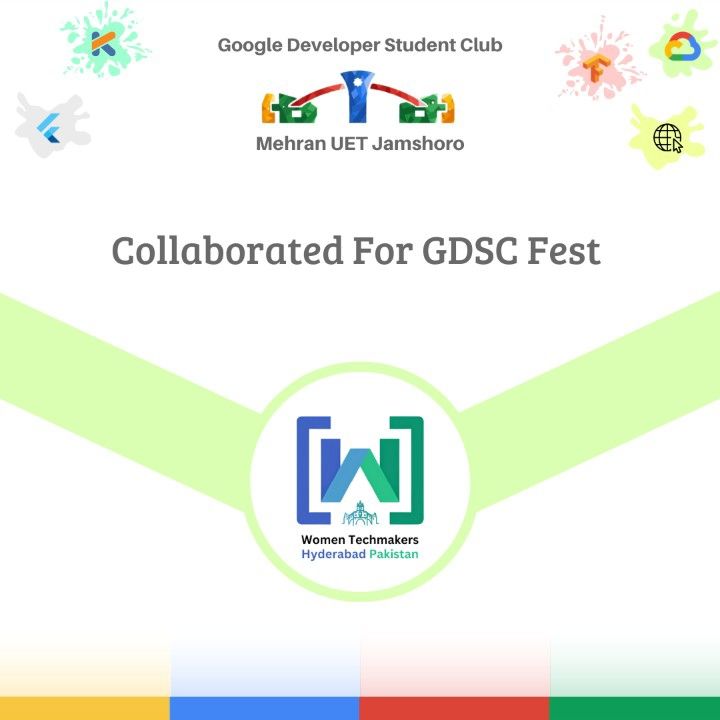 Google Developer Student Club
Mehran UET Jamshoro
Collaborated For GDSC Fest
Women Techmakers
Hyderabad Pakistan